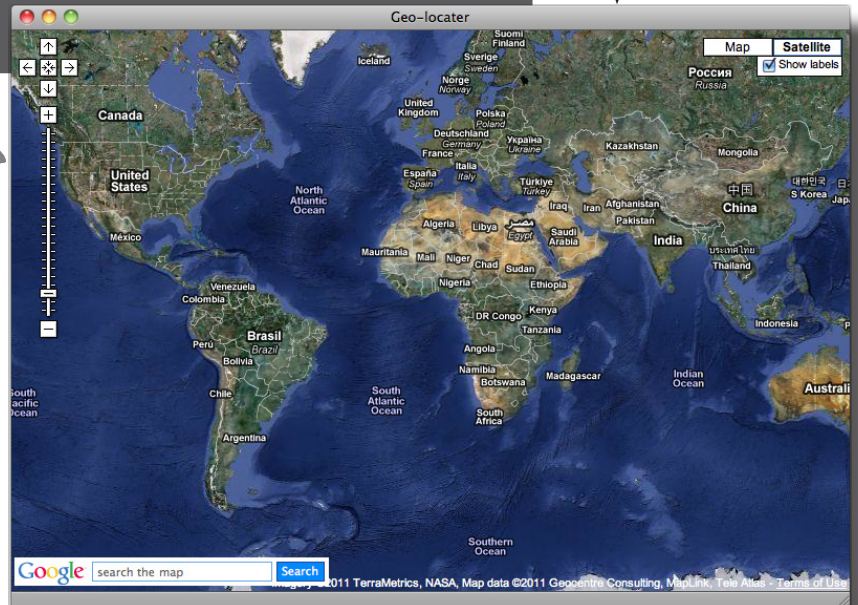 Geo-locater
Map
Satellite
Show labels
Suomi
Finland
Iceland
Sverige
Sweden
Norge
Norway
Россия
Russia
United
Kingdom
Polska
Poland
Canada
Deutschland
Germany
Україна
Ukraine
Kazakhstan
Mongolia
France
España
Spain
Italia
Italy
Türkiye
Turkey
United
States
中国
China
대한민국
S Korea
日
Jap
North
Atlantic
Ocean
Iraq
Iran
Afghanistan
Pakistan
Algeria
Libya
مصر
Egypt
Saudi
Arabia
India
México
Mauritania
Mali
Niger
Chad
Sudan
ประเทศไทย
Thailand
Nigeria
Ethiopia
Venezuela
Colombia
DR Congo
Kenya
Tanzania
Indonesia
Brasil
Brazil
Perú
Bolivia
Angola
Namibia
Botswana
Madagascar
Indian
Ocean
Australi
South
acific
Ocean
Chile
South
Atlantic
Ocean
South
Africa
Argentina
Southern
Ocean
Google
search the map
Search
2011 TerraMetrics, NASA, Map data ©2011 Geocentre Consulting, MapLink, Tele Atlas - Terms of Use